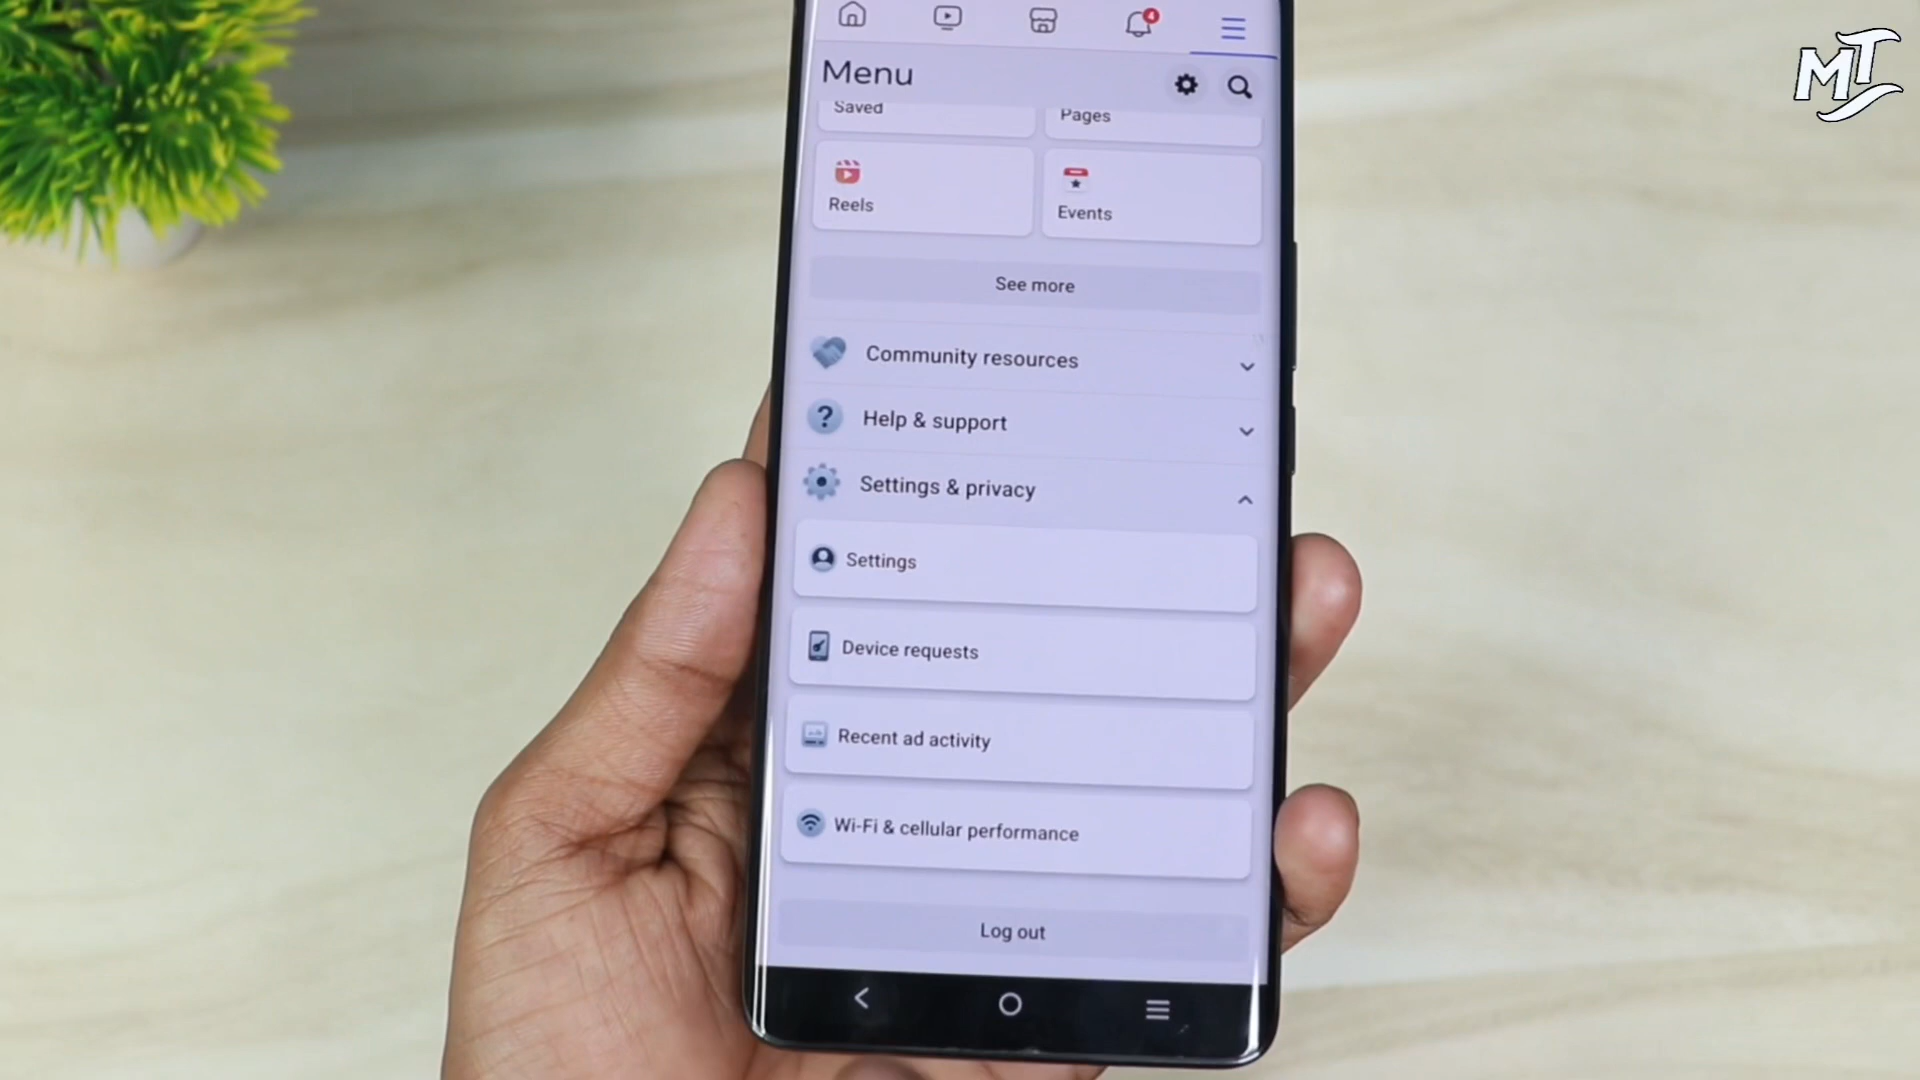 MT
4
Menu
Saved
Pages
Reels
Events
See more
Community resources
Help & support
Settings & privacy
Settings
Device requests
Recent ad activity
Wi-Fi & cellular performance
Log out